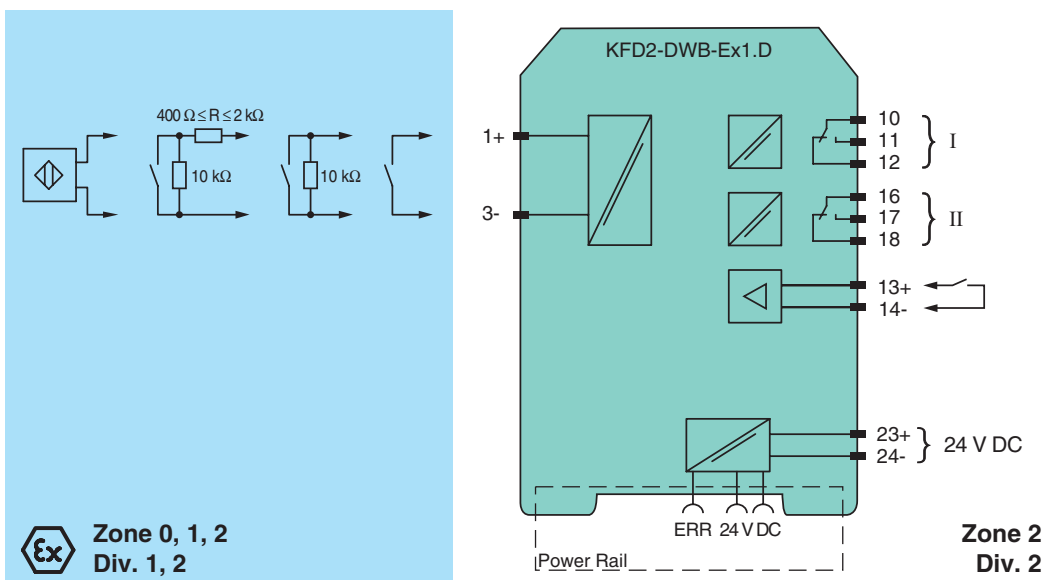 KFD2-DWB-Ex1.D
400 Ω ≤ R ≤ 2 kΩ
10 kΩ
10 kΩ
1+
3-
10
11
12
I
16
17
18
II
13+
14-
23+
24-
24 V DC
ERR 24 V DC
Power Rail
Ex
Zone 0, 1, 2
Div. 1, 2
Zone 2
Div. 2